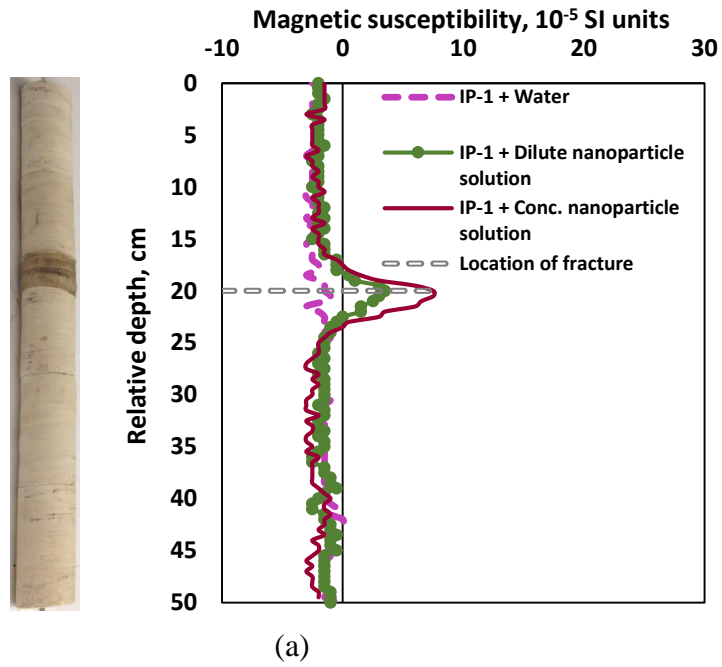 Magnetic susceptibility, 10⁻⁵ SI units
-10 0 10 20 30
0
5
10
15
20
25
30
35
40
45
50
Relative depth, cm
IP-1 + Water
IP-1 + Dilute nanoparticle
solution
IP-1 + Conc. nanoparticle
solution
Location of fracture
(a)